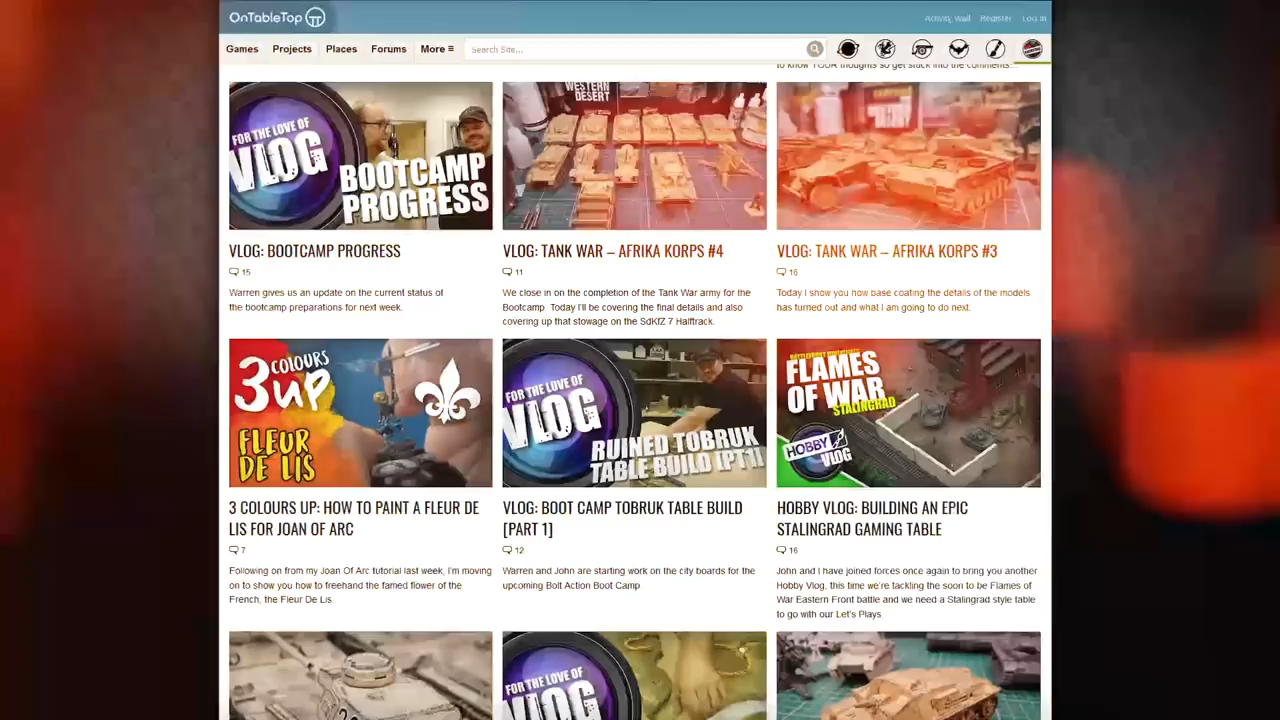 OnTableTop
Activity Wall Register Log In
Games Projects Places Forums More ≡ Search Site...
to know YOUR thoughts so get stuck into the comments...
FOR THE LOVE OF
VLOG
BOOTCAMP
PROGRESS
WESTERN
DESERT
VLOG: BOOTCAMP PROGRESS
15
Warren gives us an update on the current status of
the bootcamp preparations for next week.
VLOG: TANK WAR – AFRIKA KORPS #4
11
We close in on the completion of the Tank War army for the
Bootcamp. Today I'll be covering the final details and also
covering up that stowage on the SdKfZ 7 Halftrack.
VLOG: TANK WAR – AFRIKA KORPS #3
16
Today I show you how base coating the details of the models
has turned out and what I am going to do next.
3 COLOURS
UP
FLEUR
DE LIS
FOR THE LOVE OF
VLOG
RUINED TOBRUK
TABLE BUILD [PT1]
BATTLEFRONT MINIATURES
FLAMES
OF WAR
STALINGRAD
HOBBY
VLOG
3 COLOURS UP: HOW TO PAINT A FLEUR DE
LIS FOR JOAN OF ARC
7
Following on from my Joan Of Arc tutorial last week, I'm moving
on to show you how to freehand the famed flower of the
French, the Fleur De Lis.
VLOG: BOOT CAMP TOBRUK TABLE BUILD
[PART 1]
12
Warren and John are starting work on the city boards for the
upcoming Bolt Action Boot Camp
HOBBY VLOG: BUILDING AN EPIC
STALINGRAD GAMING TABLE
16
John and I have joined forces once again to bring you another
Hobby Vlog, this time we're tackling the soon to be Flames of
War Eastern Front battle and we need a Stalingrad style table
to go with our Let's Plays
FOR THE LOVE OF
VLOG